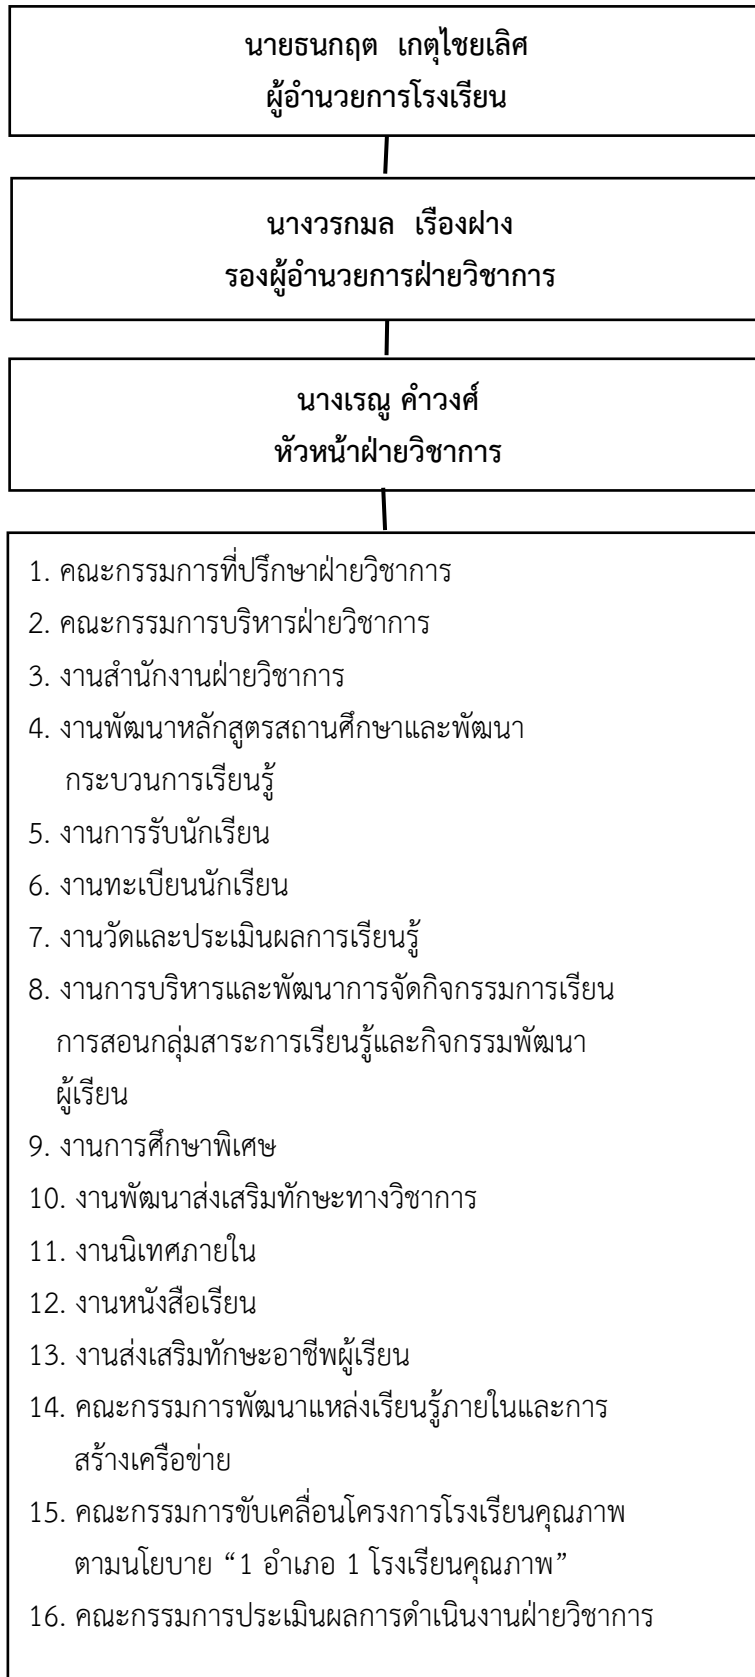 นายธนกฤต เกตุไชยเลิศ
ผู้อำนวยการโรงเรียน
นางวรกมล เรืองฝาง
รองผู้อำนวยการฝ่ายวิชาการ
นางเรณู คำวงศ์
หัวหน้าฝ่ายวิชาการ
1. คณะกรรมการที่ปรึกษาฝ่ายวิชาการ
2. คณะกรรมการบริหารฝ่ายวิชาการ
3. งานสำนักงานฝ่ายวิชาการ
4. งานพัฒนาหลักสูตรสถานศึกษาและพัฒนา
กระบวนการเรียนรู้
5. งานการรับนักเรียน
6. งานทะเบียนนักเรียน
7. งานวัดและประเมินผลการเรียนรู้
8. งานการบริหารและพัฒนาการจัดกิจกรรมการเรียน
การสอนกลุ่มสาระการเรียนรู้และกิจกรรมพัฒนา
ผู้เรียน
9. งานการศึกษาพิเศษ
10. งานพัฒนาส่งเสริมทักษะทางวิชาการ
11. งานนิเทศภายใน
12. งานหนังสือเรียน
13. งานส่งเสริมทักษะอาชีพผู้เรียน
14. คณะกรรมการพัฒนาแหล่งเรียนรู้ภายในและการ
สร้างเครือข่าย
15. คณะกรรมการขับเคลื่อนโครงการโรงเรียนคุณภาพ
ตามนโยบาย “1 อำเภอ 1 โรงเรียนคุณภาพ”
16. คณะกรรมการประเมินผลการดำเนินงานฝ่ายวิชาการ